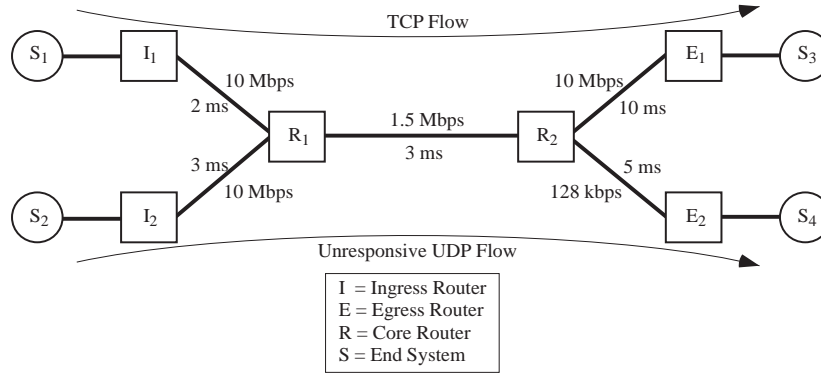 TCP Flow
S1
I1
E1
S3
10 Mbps
10 Mbps
2 ms
10 ms
R1
1.5 Mbps
R2
3 ms
3 ms
5 ms
10 Mbps
128 kbps
S2
I2
E2
S4
Unresponsive UDP Flow
I = Ingress Router
E = Egress Router
R = Core Router
S = End System